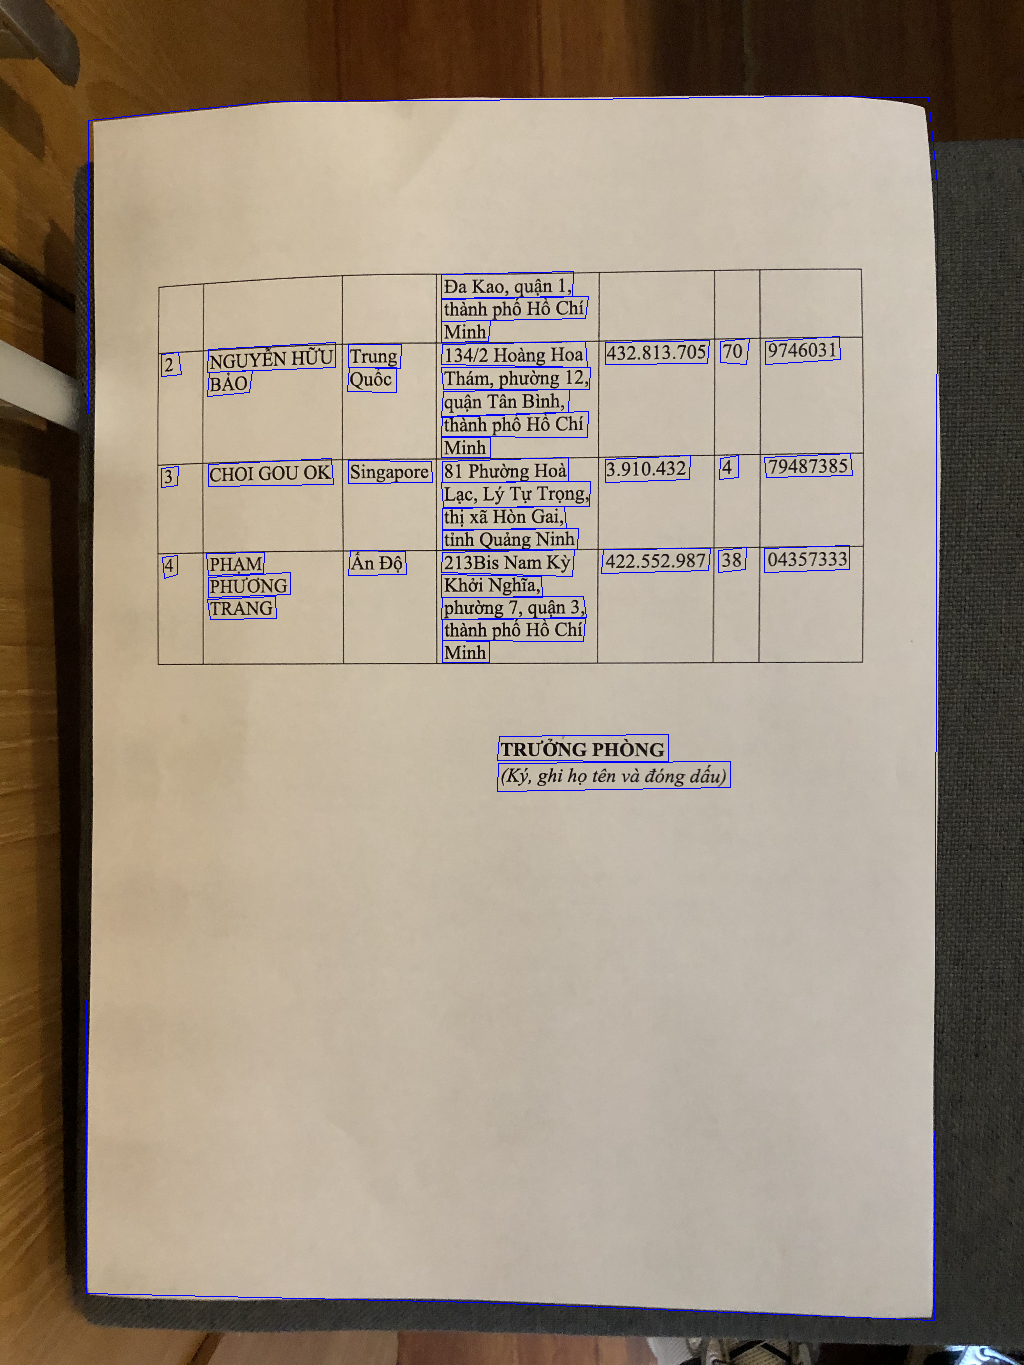 Đa Kao, quận 1,
thành phố Hồ Chí
Minh
2 NGUYỄN HỮU BẢO Trung Quốc 134/2 Hoàng Hoa 432.813.705 70 9746031
Thám, phường 12,
quận Tân Bình,
thành phố Hồ Chí
Minh
3 CHOI GOU OK Singapore 81 Phường Hoà 3.910.432 4 79487385
Lạc, Lý Tự Trọng,
thị xã Hòn Gai,
tỉnh Quảng Ninh
4 PHẠM PHƯƠNG TRANG Ấn Độ 213Bis Nam Kỳ 422.552.987 38 04357333
Khởi Nghĩa,
phường 7, quận 3,
thành phố Hồ Chí
Minh
TRƯỞNG PHÒNG
(Ký, ghi họ tên và đóng dấu)